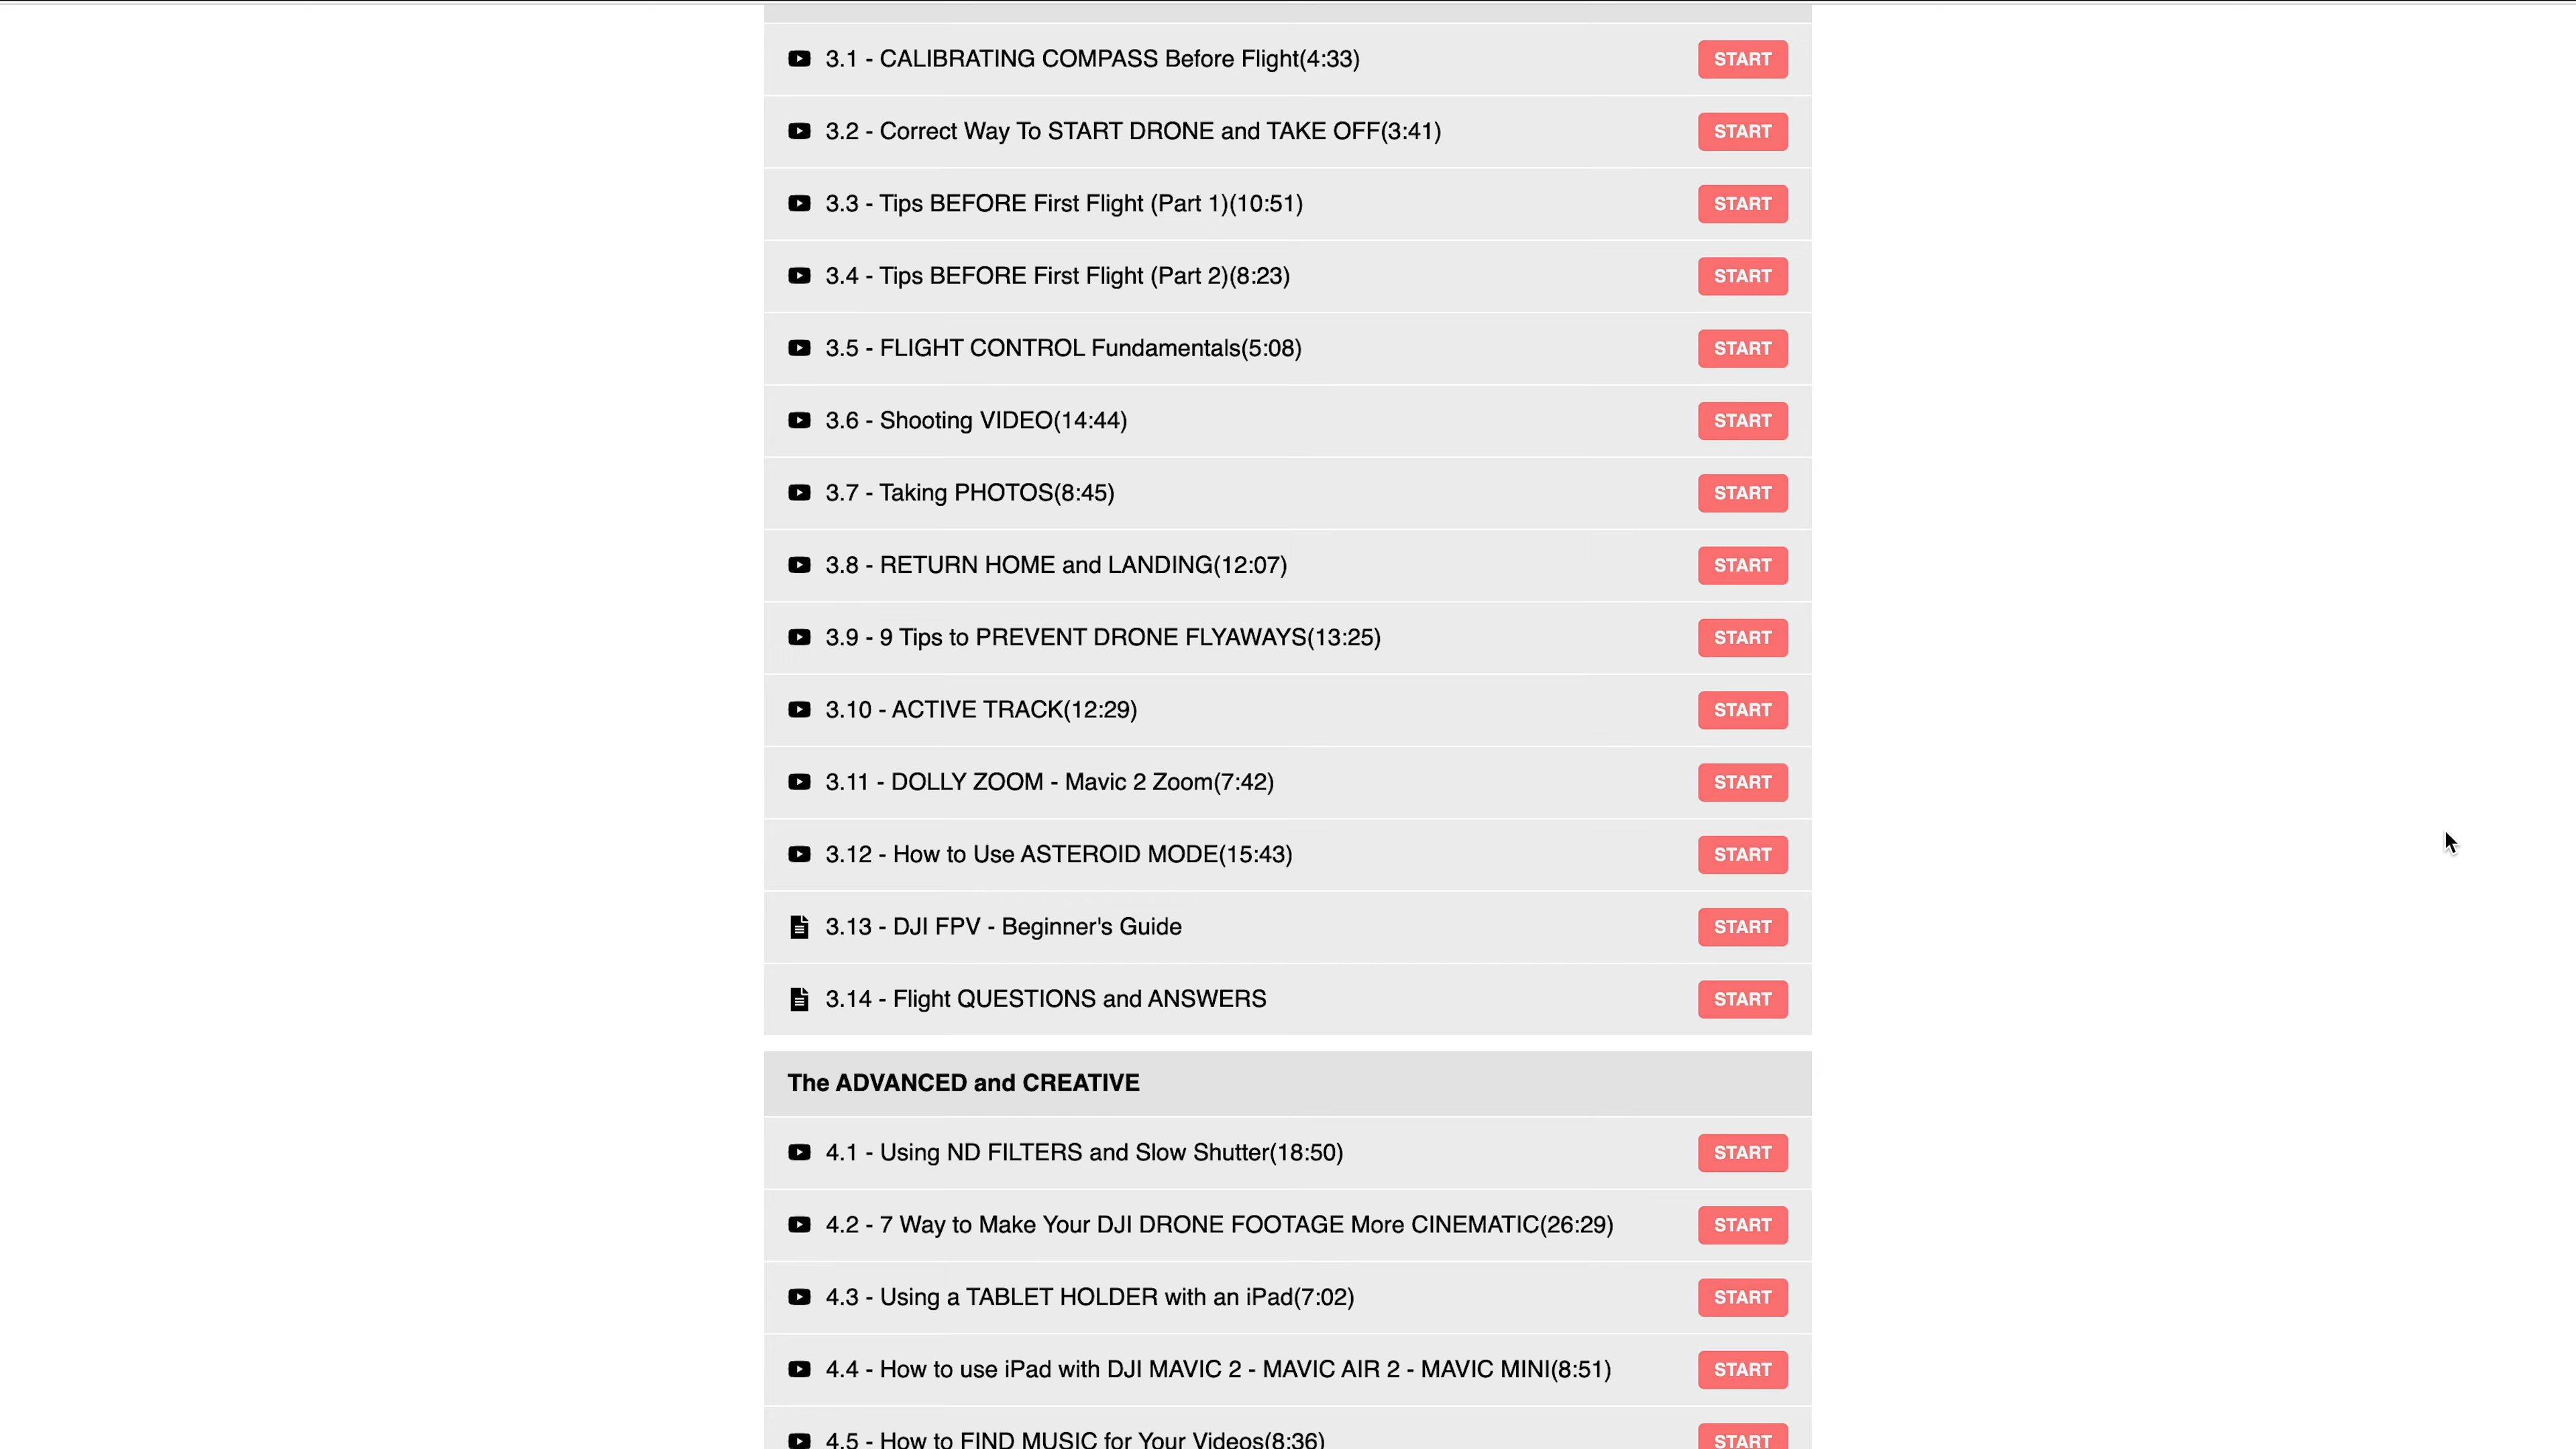 3.1 - CALIBRATING COMPASS Before Flight(4:33)
START
3.2 - Correct Way To START DRONE and TAKE OFF(3:41)
START
3.3 - Tips BEFORE First Flight (Part 1)(10:51)
START
3.4 - Tips BEFORE First Flight (Part 2)(8:23)
START
3.5 - FLIGHT CONTROL Fundamentals(5:08)
START
3.6 - Shooting VIDEO(14:44)
START
3.7 - Taking PHOTOS(8:45)
START
3.8 - RETURN HOME and LANDING(12:07)
START
3.9 - 9 Tips to PREVENT DRONE FLYAWAYS(13:25)
START
3.10 - ACTIVE TRACK(12:29)
START
3.11 - DOLLY ZOOM - Mavic 2 Zoom(7:42)
START
3.12 - How to Use ASTEROID MODE(15:43)
START
3.13 - DJI FPV - Beginner's Guide
START
3.14 - Flight QUESTIONS and ANSWERS
START
The ADVANCED and CREATIVE
4.1 - Using ND FILTERS and Slow Shutter(18:50)
START
4.2 - 7 Way to Make Your DJI DRONE FOOTAGE More CINEMATIC(26:29)
START
4.3 - Using a TABLET HOLDER with an iPad(7:02)
START
4.4 - How to use iPad with DJI MAVIC 2 - MAVIC AIR 2 - MAVIC MINI(8:51)
START
4.5 - How to FIND MUSIC for Your Videos(8:36)
START